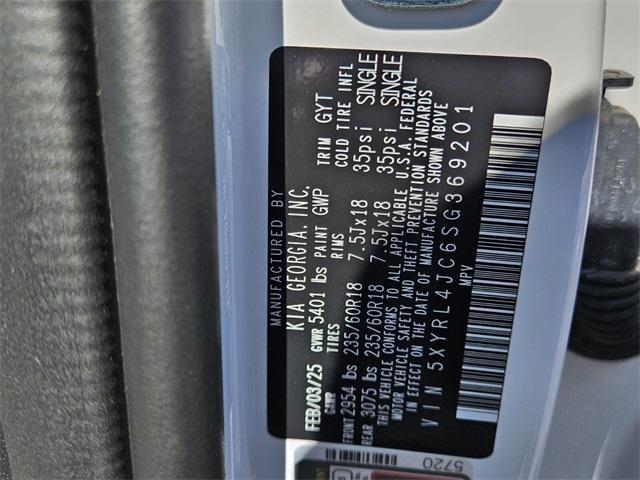 MANUFACTURED BY
KIA GEORGIA, INC.
FEB/03/25 GVWR 5401 lbs PAINT GWP TRIM GYT
GAWR TIRES RIMS COLD TIRE INFL
FRONT 2954 lbs 235/60R18 7.5Jx18 35psi SINGLE
REAR 3075 lbs 235/60R18 7.5Jx18 35psi SINGLE
THIS VEHICLE CONFORMS TO ALL APPLICABLE U.S.A. FEDERAL
MOTOR VEHICLE SAFETY AND THEFT PREVENTION STANDARDS
IN EFFECT ON THE DATE OF MANUFACTURE SHOWN ABOVE
VIN 5XYRL4JC6SG369201
MPV
5720